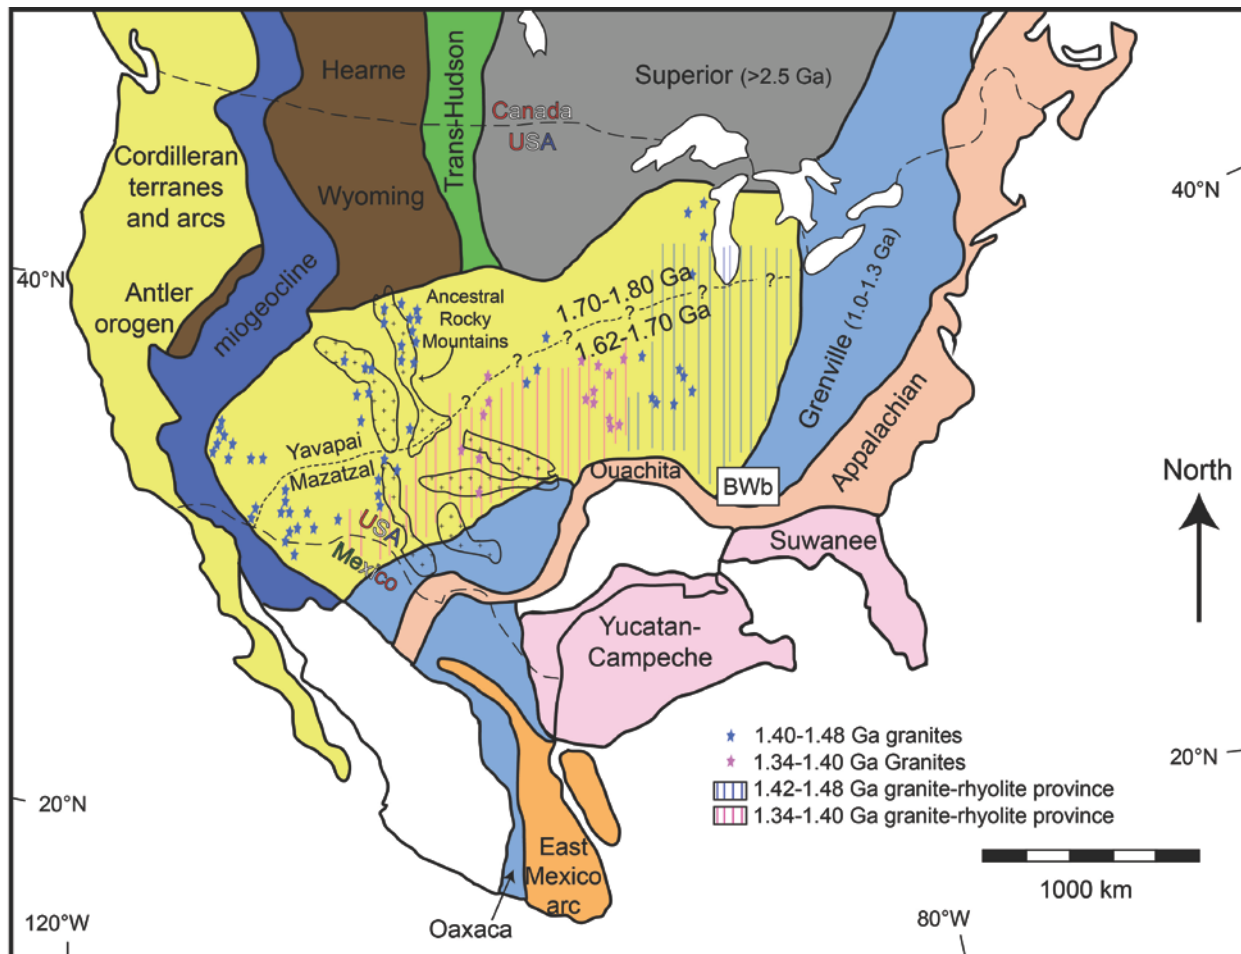 Hearne
Superior (>2.5 Ga)
Trans-Hudson
Canada
USA
Cordilleran
terranes
and arcs
Wyoming
40°N
40°N
Antler
orogen
miogeocline
Ancestral
Rocky
Mountains
1.70-1.80 Ga
1.62-1.70 Ga
?
?
?
?
?
?
Grenville (1.0-1.3 Ga)
Appalachian
Yavapai
Mazatzal
Ouachita
BWb
North
USA
Mexico
Suwanee
Yucatan-
Campeche
1.40-1.48 Ga granites
1.34-1.40 Ga Granites
1.42-1.48 Ga granite-rhyolite province
1.34-1.40 Ga granite-rhyolite province
20°N
20°N
East
Mexico
arc
1000 km
Oaxaca
120°W
80°W